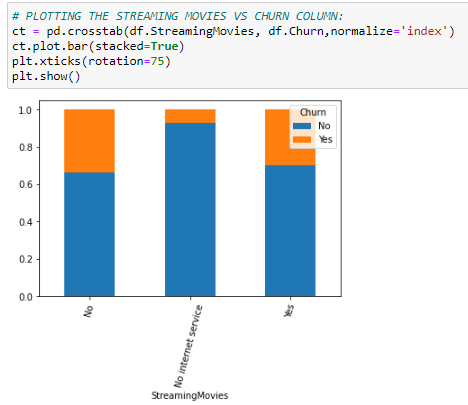 # PLOTTING THE STREAMING MOVIES VS CHURN COLUMN:
ct = pd.crosstab(df.StreamingMovies, df.Churn,normalize='index')
ct.plot.bar(stacked=True)
plt.xticks(rotation=75)
plt.show()
1.0
0.8
0.6
0.4
0.2
0.0
Churn
No
Yes
No
No internet service
Yes
StreamingMovies